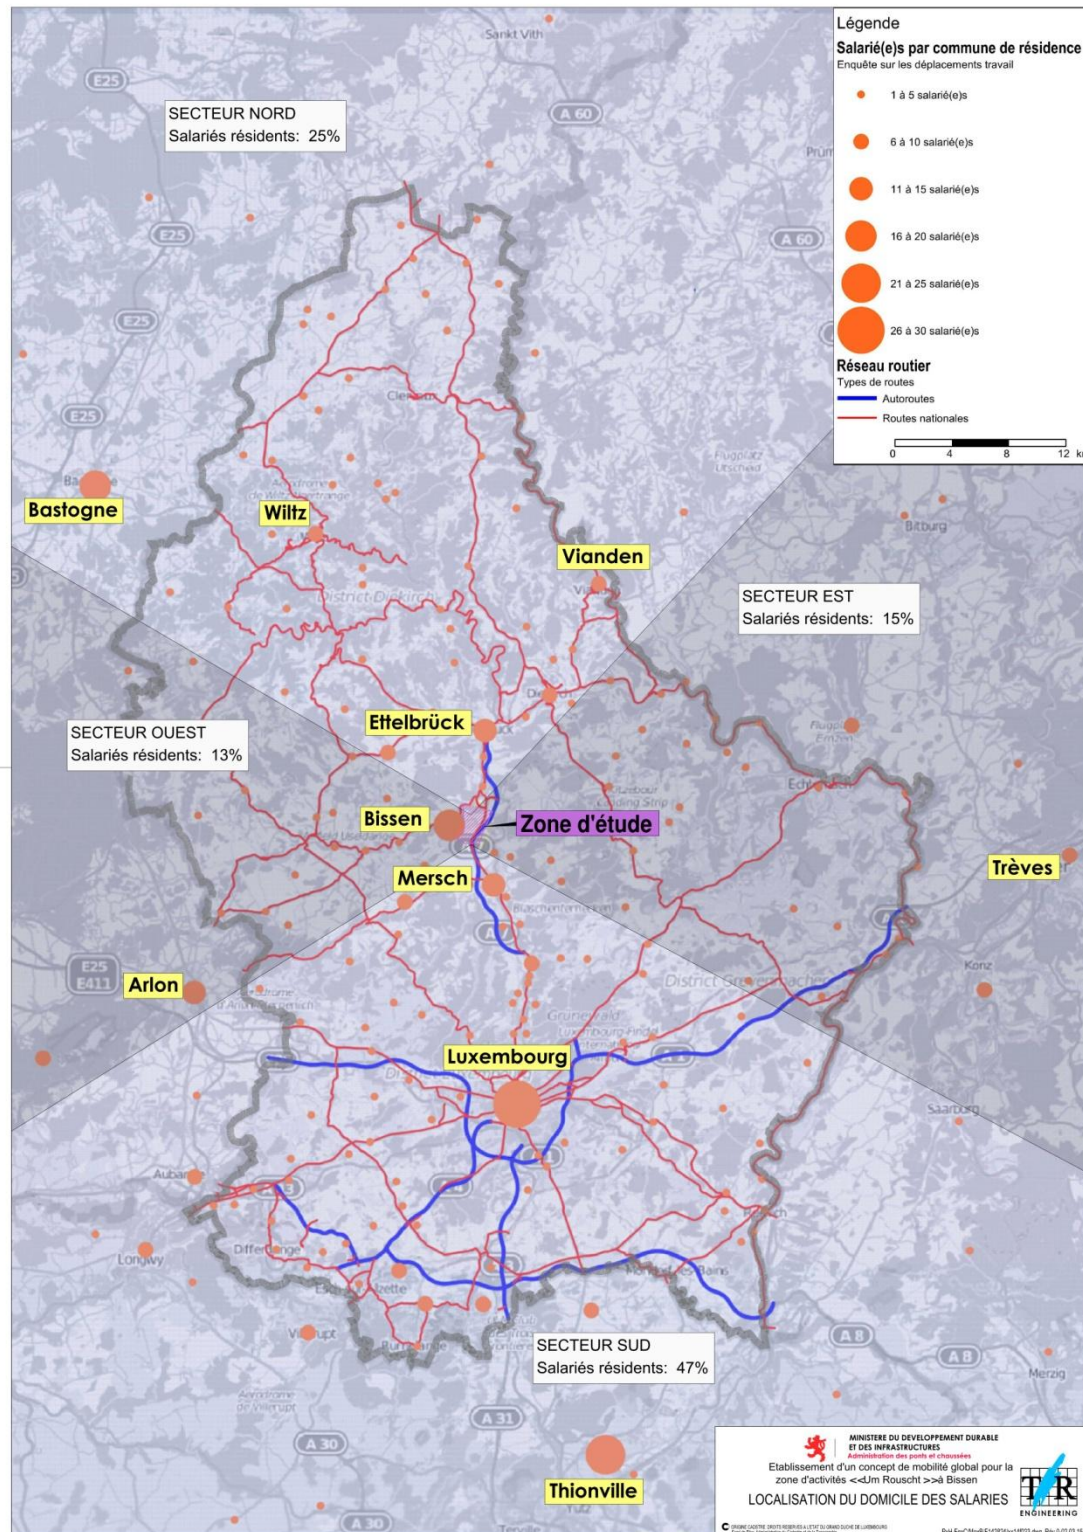 Sankt Vith
E25
A 60
SECTEUR NORD
Salariés résidents: 25%
Légende
Salarié(e)s par commune de résidence
Enquête sur les déplacements travail
1 à 5 salarié(e)s
6 à 10 salarié(e)s
11 à 15 salarié(e)s
16 à 20 salarié(e)s
21 à 25 salarié(e)s
26 à 30 salarié(e)s
Réseau routier
Types de routes
Autoroutes
Routes nationales
0 4 8 12
E25
A 60
E25
E25
Bastogne
Wiltz
Bitburg
Vianden
District Diekirch
SECTEUR EST
Salariés résidents: 15%
SECTEUR OUEST
Salariés résidents: 13%
Ettelbrück
Bissen
Zone d'étude
Mersch
Trèves
E25
E411
Arlon
Konz
District Grevenmacher
Grunewald
Luxembourg
Saarburg
Longwy
Differdange
SECTEUR SUD
Salariés résidents: 47%
A 8
A 8
Merzig
A 31
A 30
Thionville
A 30
MINISTERE DU DEVELOPPEMENT DURABLE
ET DES INFRASTRUCTURES
Administration des ponts et chaussées
Etablissement d'un concept de mobilité global pour la
zone d'activités <<Um Rouscht >>à Bissen
LOCALISATION DU DOMICILE DES SALARIES
TR
ENGINEERING